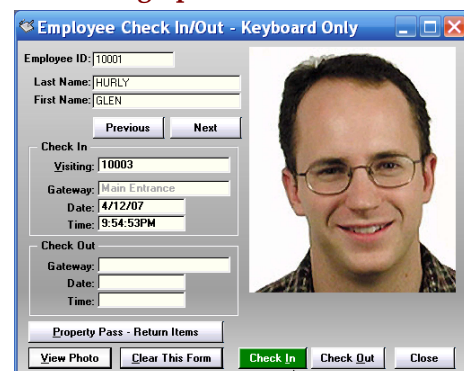 Employee Check In/Out - Keyboard Only
Employee ID: 10001
Last Name: HURLY
First Name: GLEN
Previous Next
Check In
Visiting: 10003
Gateway: Main Entrance
Date: 4/12/07
Time: 9:54:53PM
Check Out
Gateway:
Date:
Time:
Property Pass - Return Items
View Photo Clear This Form Check In Check Out Close